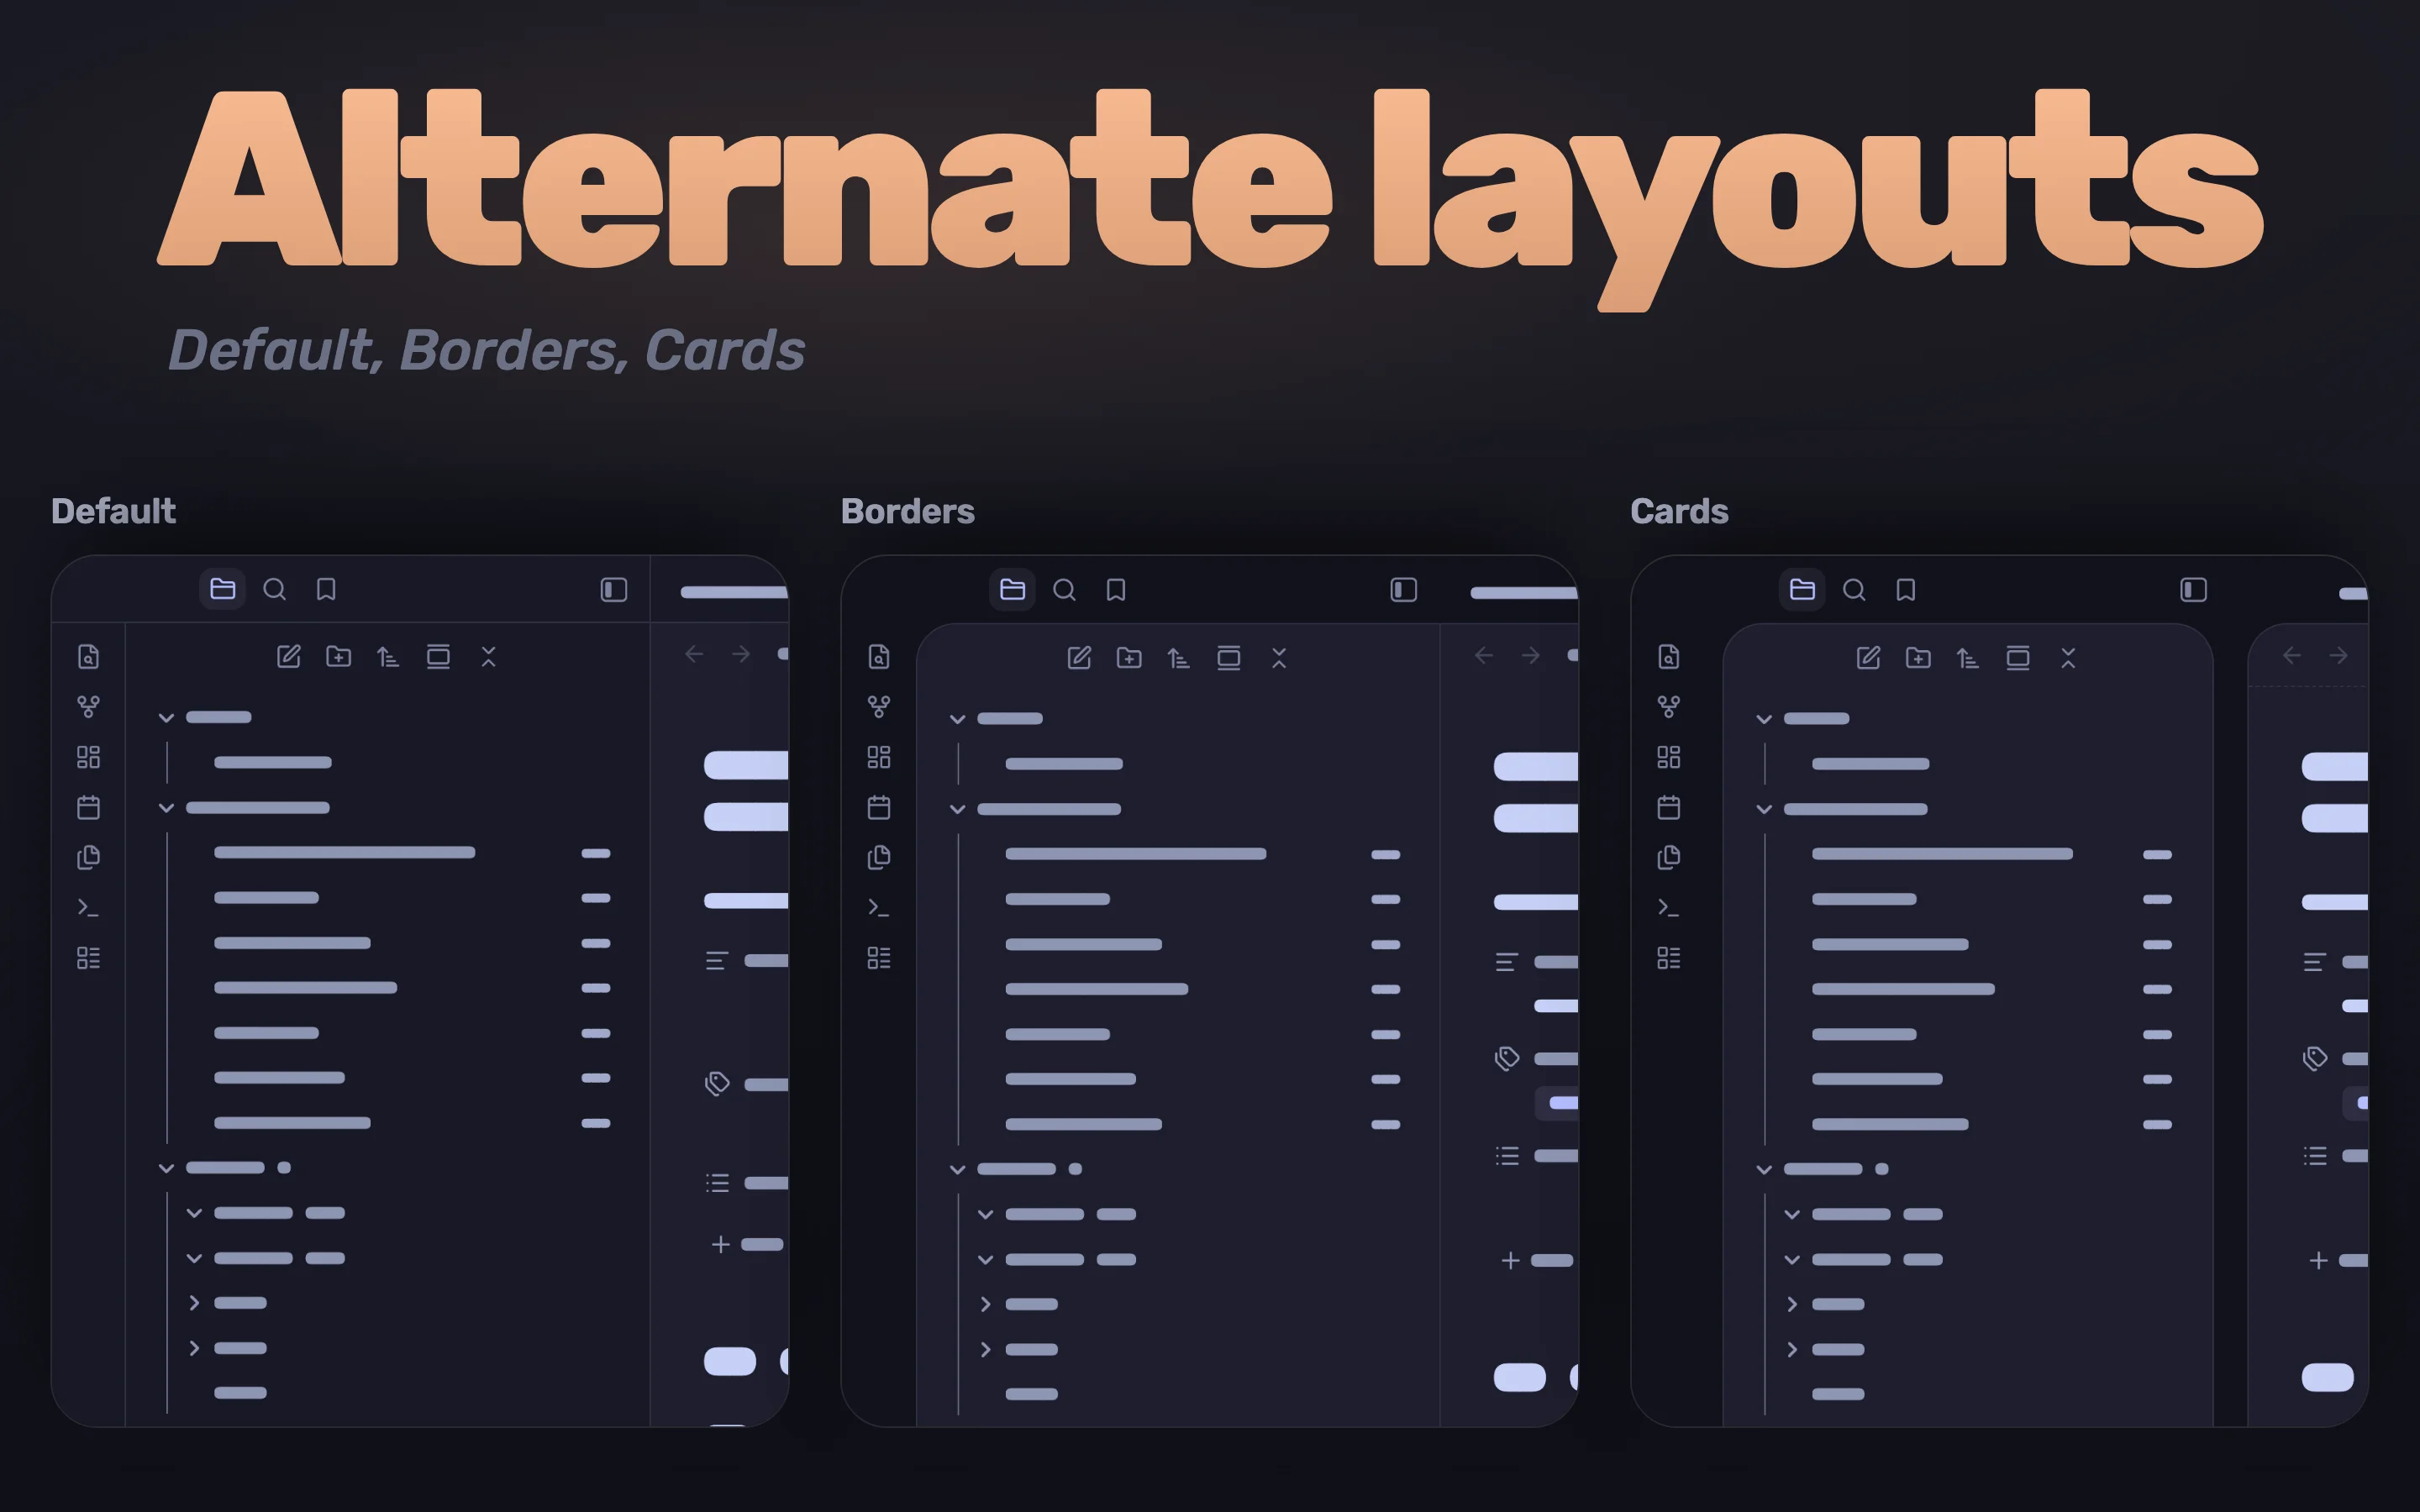 Alternate layouts
Default, Borders, Cards
Default
Borders
Cards